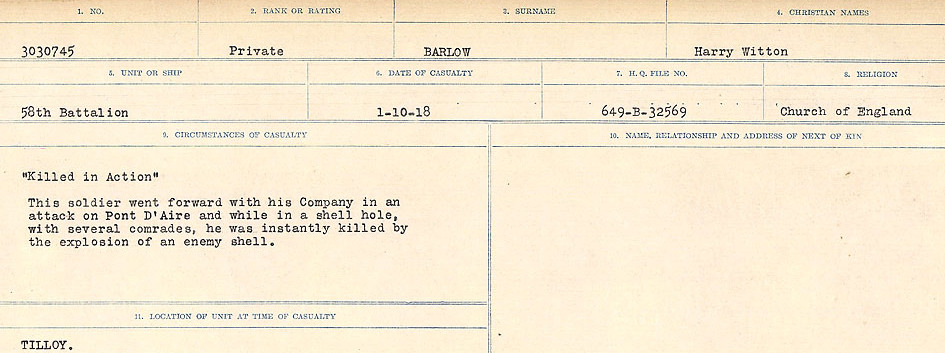 1. NO.
2. RANK OR RATING
3. SURNAME
4. CHRISTIAN NAMES
3030745
Private
BARLOW
Harry Witton
5. UNIT OR SHIP
6. DATE OF CASUALTY
7. H. Q. FILE NO.
8. RELIGION
58th Battalion
1-10-18
649-B-32569
Church of England
9. CIRCUMSTANCES OF CASUALTY
10. NAME, RELATIONSHIP AND ADDRESS OF NEXT OF KIN
"Killed in Action"
This soldier went forward with his Company in an
attack on Pont D'Aire and while in a shell hole,
with several comrades, he was instantly killed by
the explosion of an enemy shell.
11. LOCATION OF UNIT AT TIME OF CASUALTY
TILLOY.